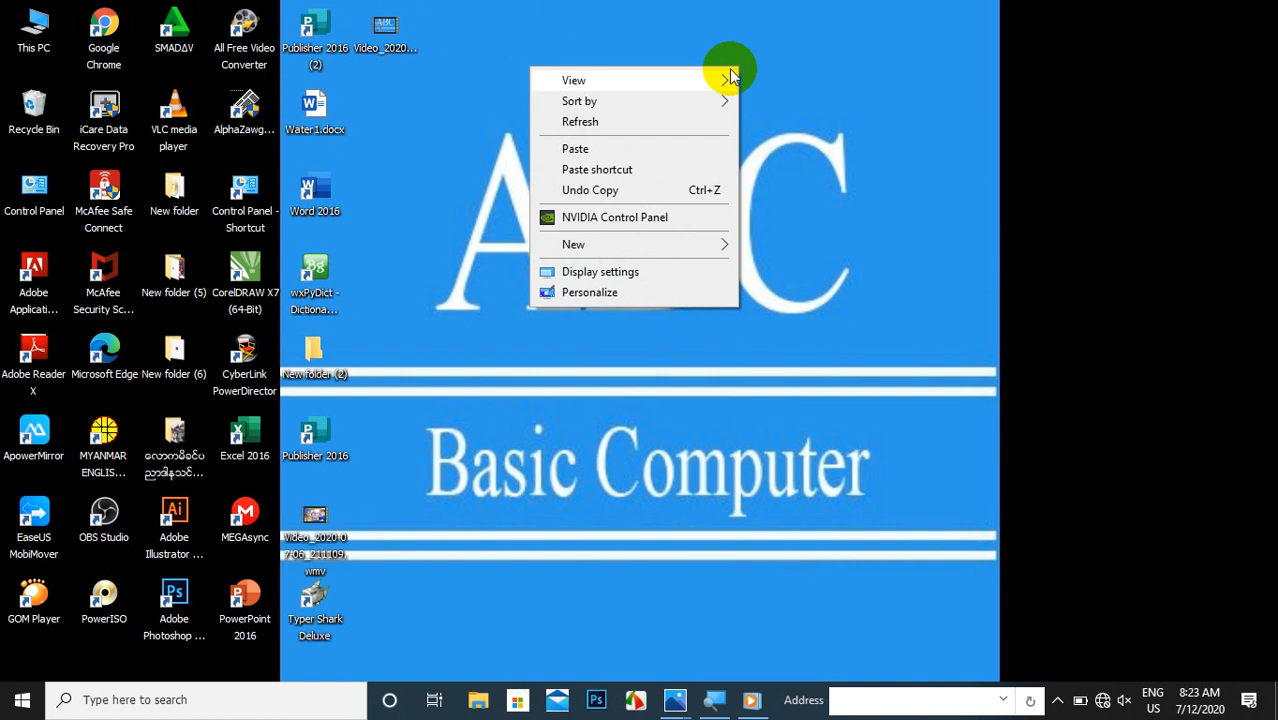 This PC
Google
Chrome
SMADΔV
All Free Video
Converter
Publisher 2016
(2)
Video_2020...
Recycle Bin
iCare Data
Recovery Pro
VLC media
player
AlphaZawg...
Water1.docx
Control Panel
McAfee Safe
Connect
New folder
Control Panel -
Shortcut
Word 2016
Adobe
Applicati...
McAfee
Security Sc...
New folder (5)
CorelDRAW X7
(64-Bit)
wxPyDict -
Dictiona...
Adobe Reader
X
Microsoft Edge
New folder (6)
CyberLink
PowerDirector
New folder (2)
ApowerMirror
MYANMAR
ENGLIS...
Excel 2016
Publisher 2016
EaseUS
MobiMover
OBS Studio
Adobe
Illustrator ...
MEGAsync
Video_2020-0
7-06_211109.
wmv
GOM Player
PowerISO
Adobe
Photoshop ...
PowerPoint
2016
Typer Shark
Deluxe
View
Sort by
Refresh
Paste
Paste shortcut
Undo Copy Ctrl+Z
NVIDIA Control Panel
New
Display settings
Personalize
Basic Computer
Type here to search
Address
ENG
US
8:23 AM
7/12/2020